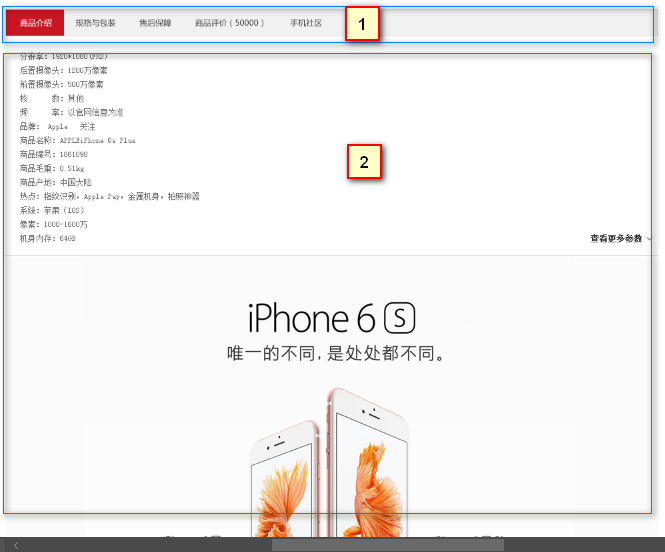 商品介绍 规格与包装 售后保障 商品评价(50000) 手机社区
1
分辨率:1920*1080(FHD)
后置摄像头:1200万像素
前置摄像头:500万像素
核 数:其他
频 率:以官网信息为准
品牌: Apple 关注
商品名称:APPLEiPhone 6s Plus
商品编号:1861098
商品毛重:0.51kg
商品产地:中国大陆
热点:指纹识别,Apple Pay,金属机身,拍照神器
系统:苹果(IOS)
像素:1000-1600万
机身内存:64GB
2
查看更多参数
iPhone 6 S
唯一的不同,是处处都不同。